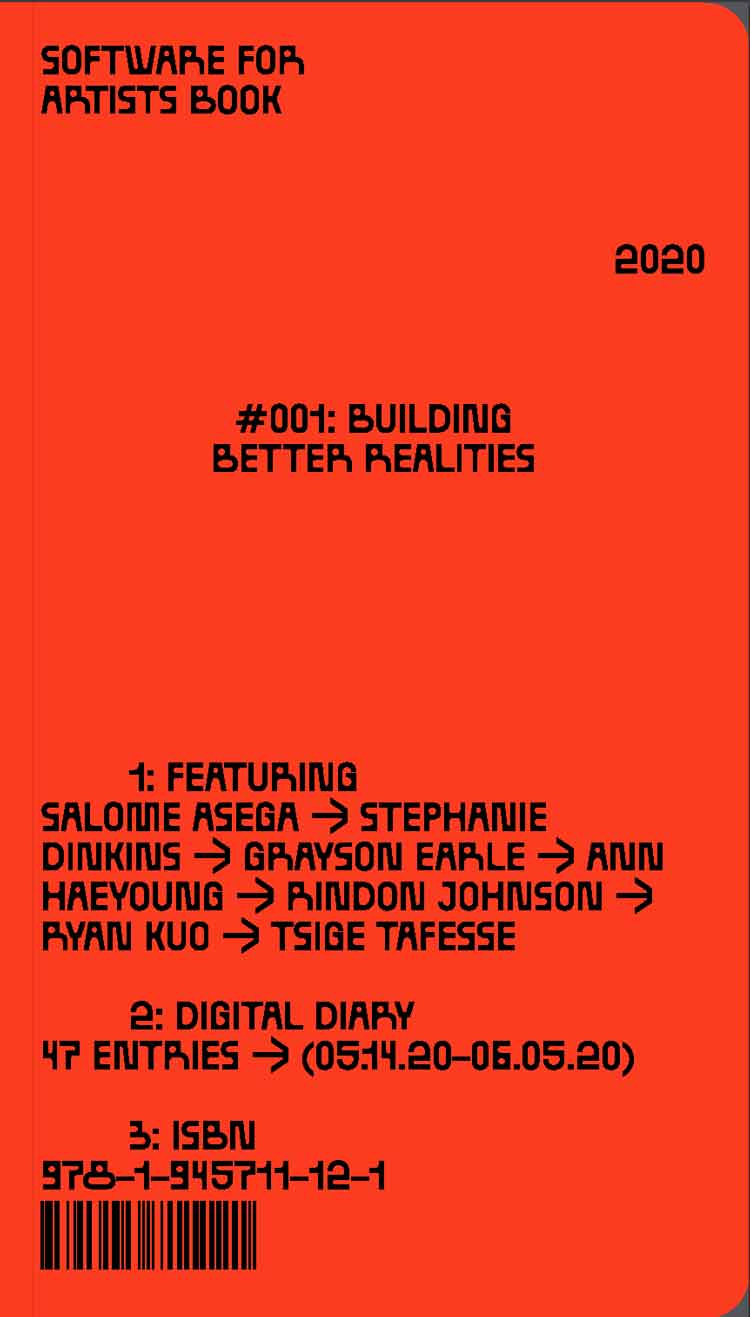 SOFTWARE FOR
ARTISTS BOOK
2020
#001: BUILDING
BETTER REALITIES
1: FEATURING
SALOME ASEGA → STEPHANIE
DINKINS → GRAYSON EARLE → ANN
HAEYOUNG → RINDON JOHNSON →
RYAN KUO → TSIGE TAFESSE
2: DIGITAL DIARY
47 ENTRIES → (05.14.20–06.05.20)
3: ISBN
978–1–945711–12–1